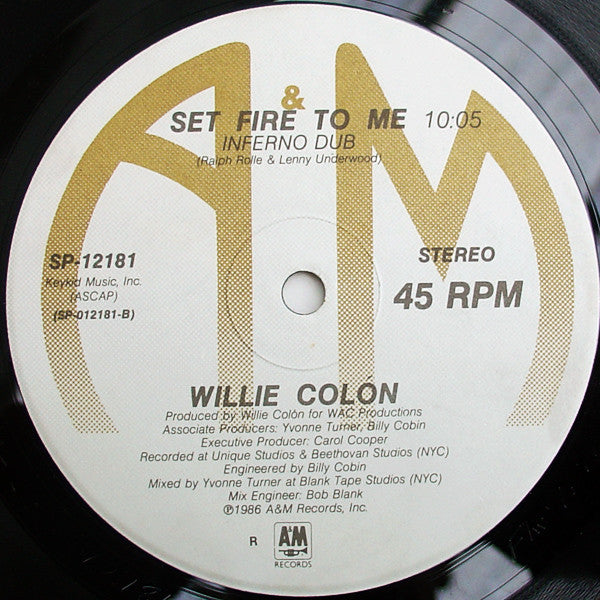 &
SET FIRE TO ME 10:05
INFERNO DUB
(Ralph Rolle & Lenny Underwood)
SP-12181
Keykid Music, Inc.
(ASCAP)
(SP-012181-B)
STEREO
45 RPM
WILLIE COLÓN
Produced by Willie Colón for WAC Productions
Associate Producers: Yvonne Turner, Billy Cobin
Executive Producer: Carol Cooper
Recorded at Unique Studios & Beethovan Studios (NYC)
Engineered by Billy Cobin
Mixed by Yvonne Turner at Blank Tape Studios (NYC)
Mix Engineer: Bob Blank
℗1986 A&M Records, Inc.
R
A&M
RECORDS